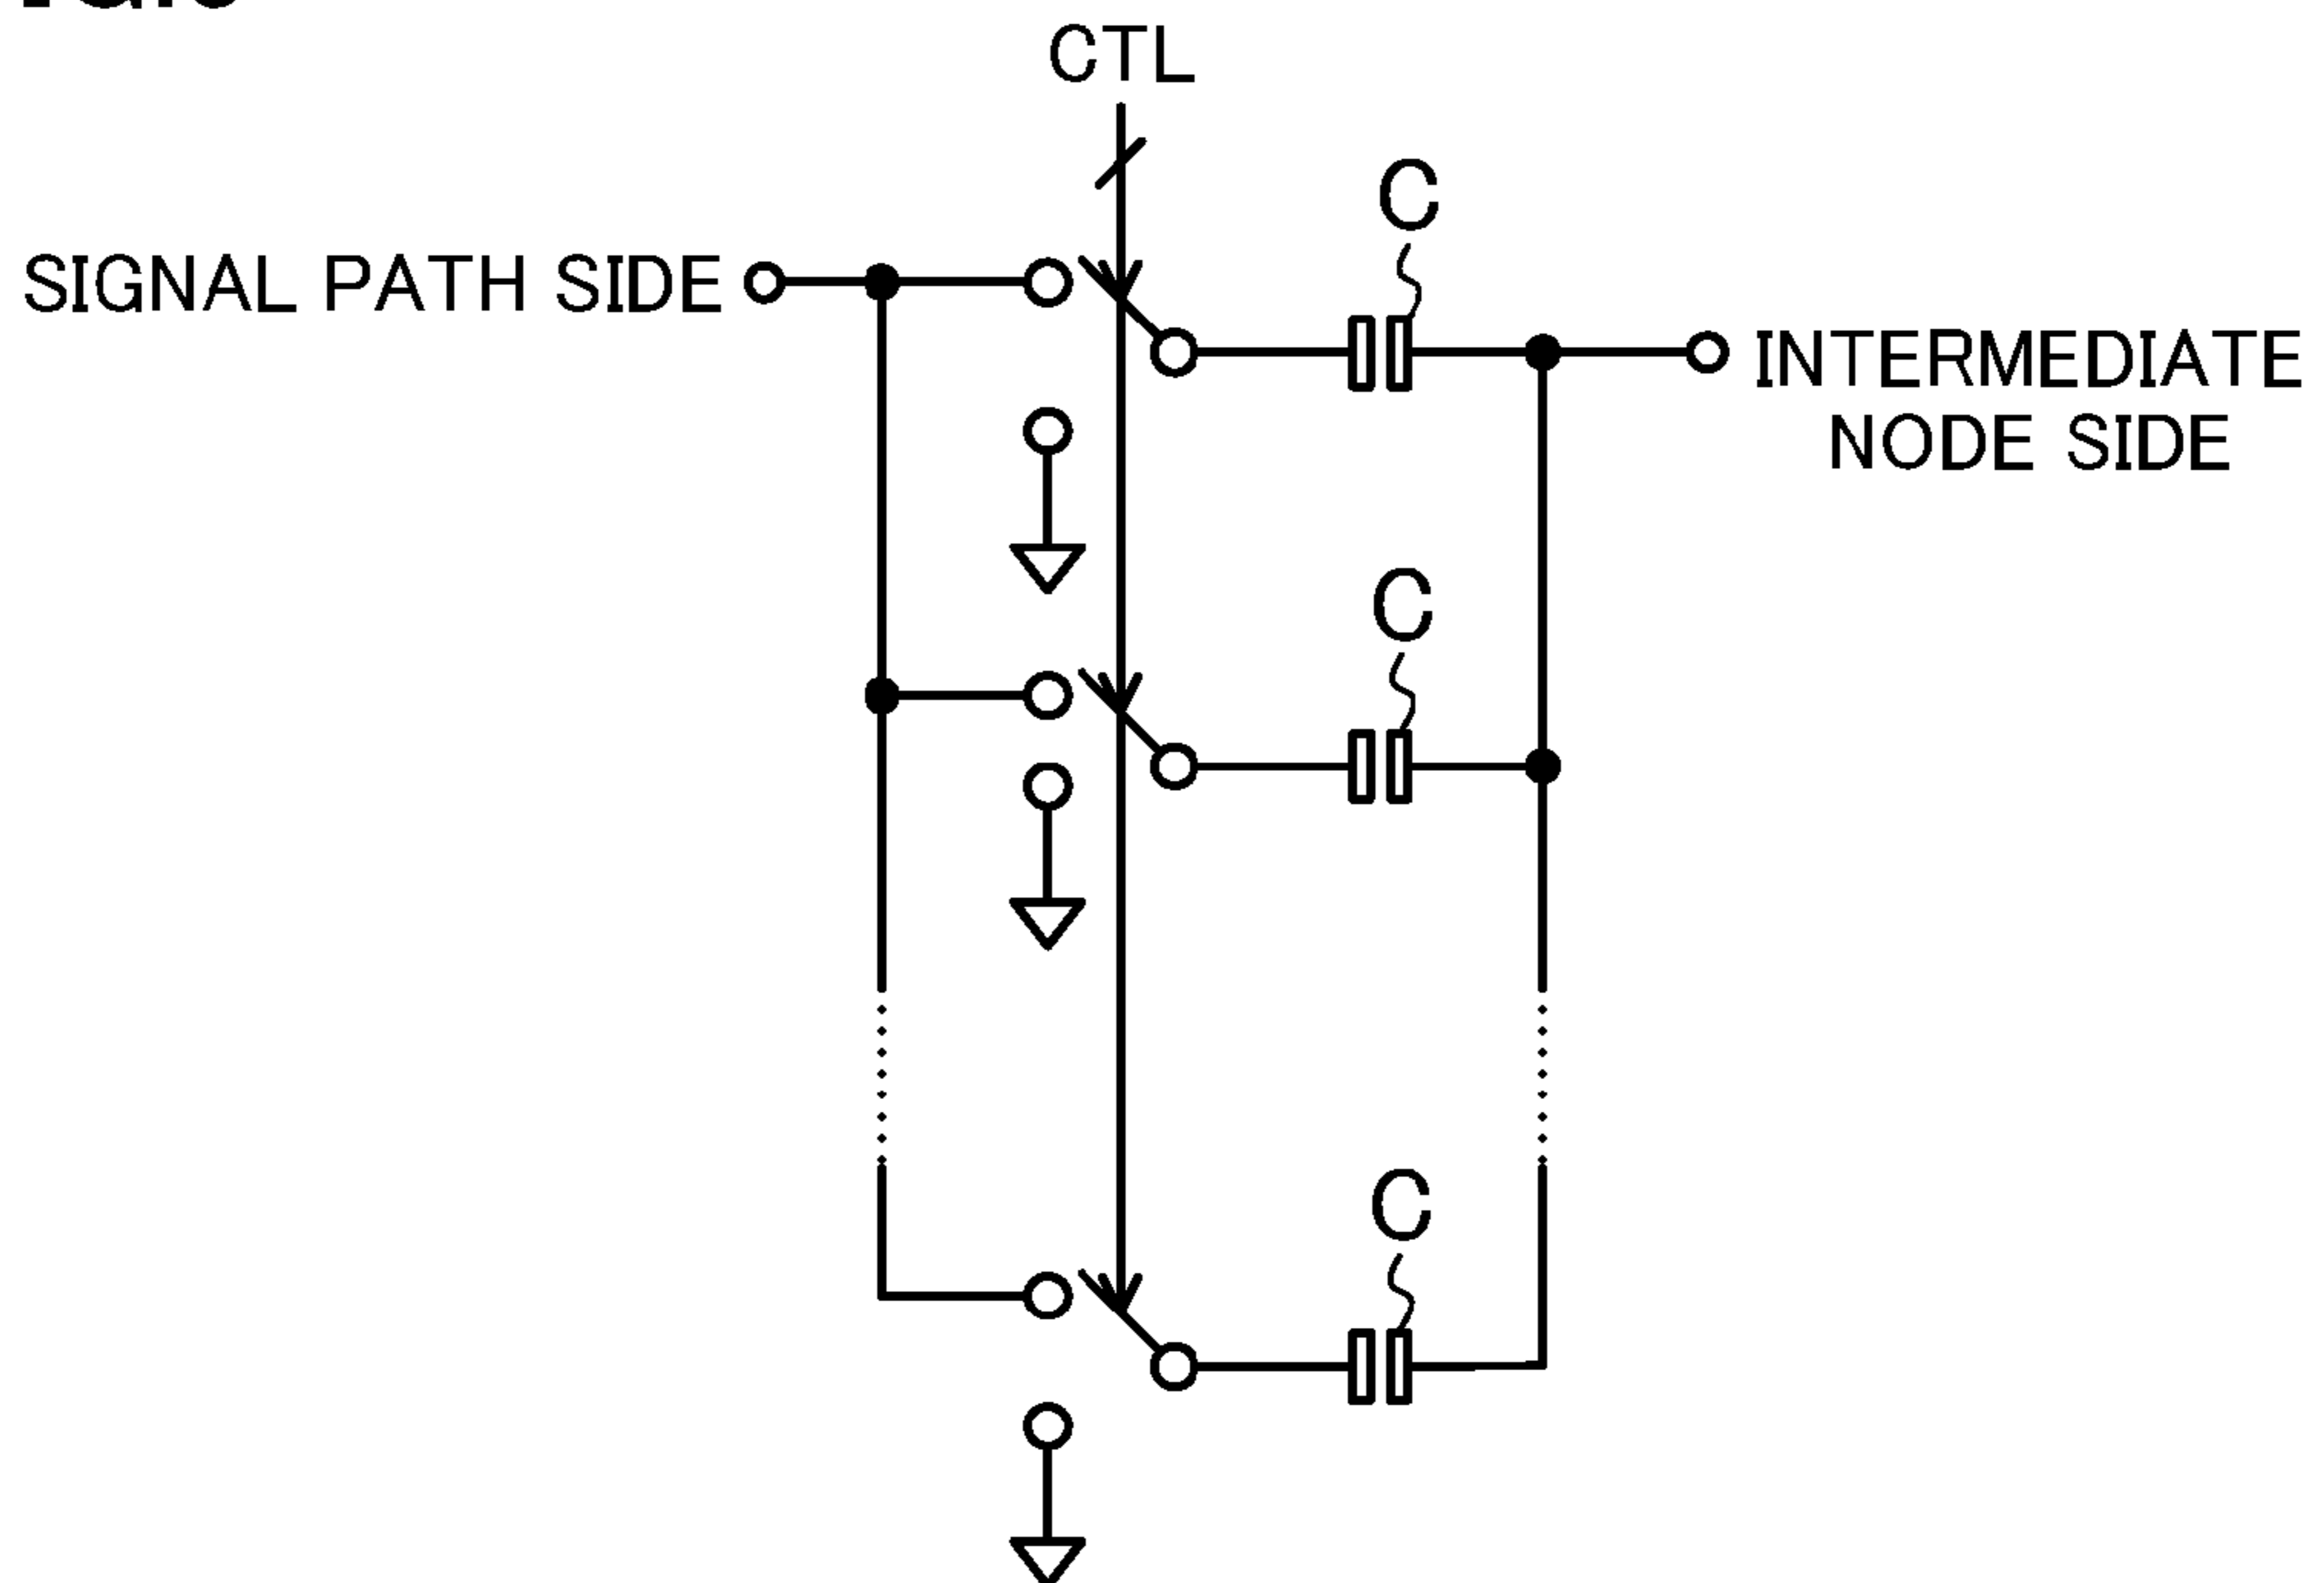 CTL
C
SIGNAL PATH SIDE
INTERMEDIATE
NODE SIDE
C
C